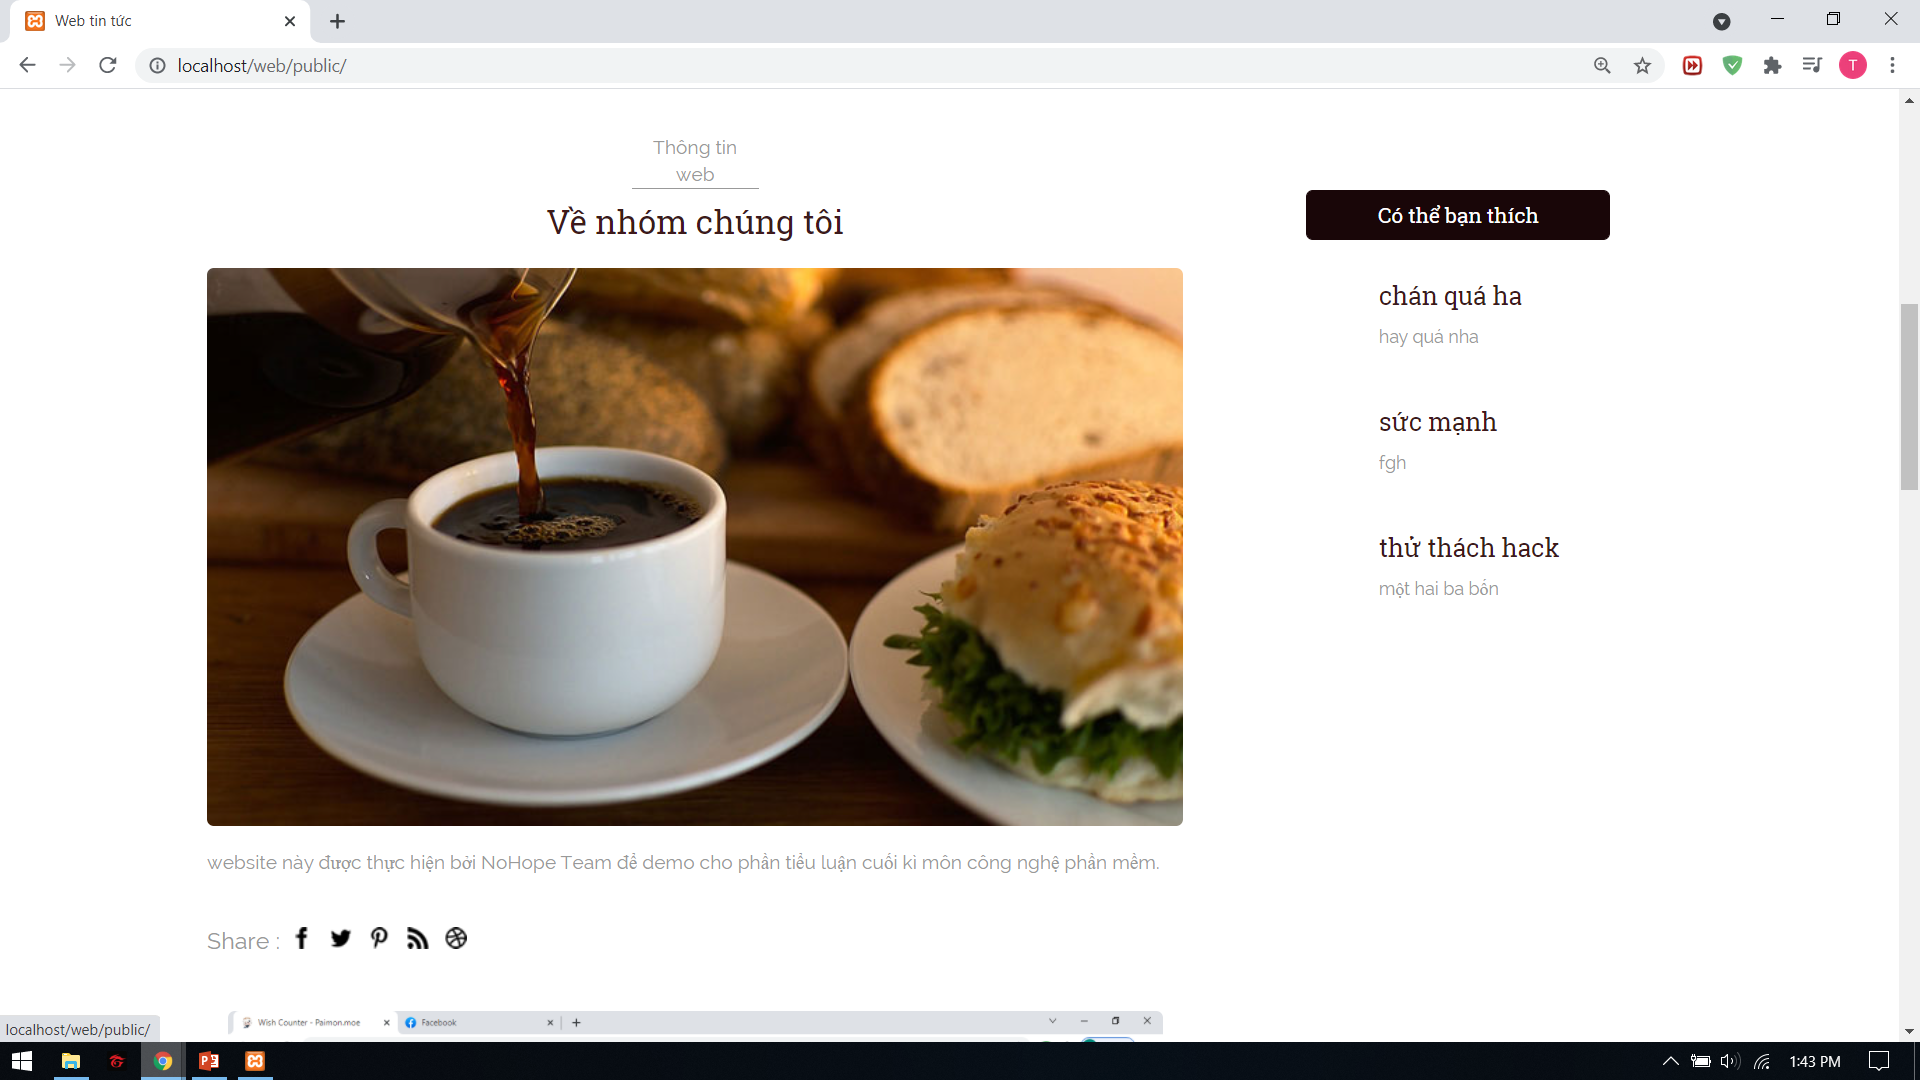 Web tin tức
localhost/web/public/
T
Thông tin
web
Về nhóm chúng tôi
website này được thực hiện bởi NoHope Team để demo cho phần tiểu luận cuối kì môn công nghệ phần mềm.
Share :
Có thể bạn thích
chán quá ha
hay quá nha
sức mạnh
fgh
thử thách hack
một hai ba bốn
Wish Counter - Paimon.moe
Facebook
localhost/web/public/
1:43 PM